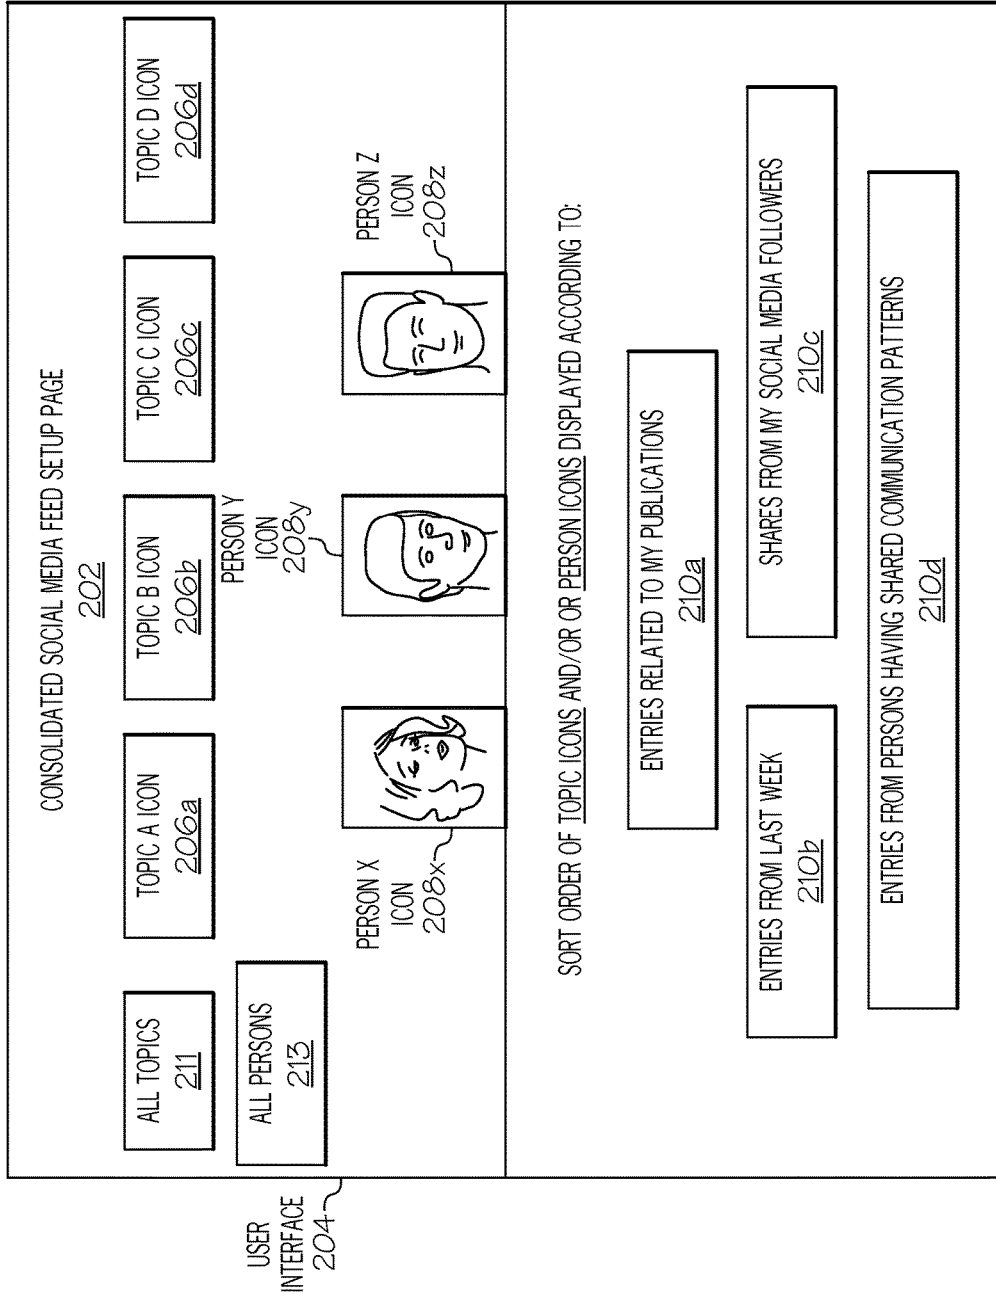 CONSOLIDATED SOCIAL MEDIA FEED SETUP PAGE
202
ALL TOPICS
211
TOPIC A ICON
206a
TOPIC B ICON
206b
TOPIC C ICON
206c
TOPIC D ICON
206d
ALL PERSONS
213
USER
INTERFACE
204
PERSON X
ICON
208x
PERSON Y
ICON
208y
PERSON Z
ICON
208z
SORT ORDER OF TOPIC ICONS AND/OR PERSON ICONS DISPLAYED ACCORDING TO:
ENTRIES RELATED TO MY PUBLICATIONS
210a
ENTRIES FROM LAST WEEK
210b
SHARES FROM MY SOCIAL MEDIA FOLLOWERS
210c
ENTRIES FROM PERSONS HAVING SHARED COMMUNICATION PATTERNS
210d